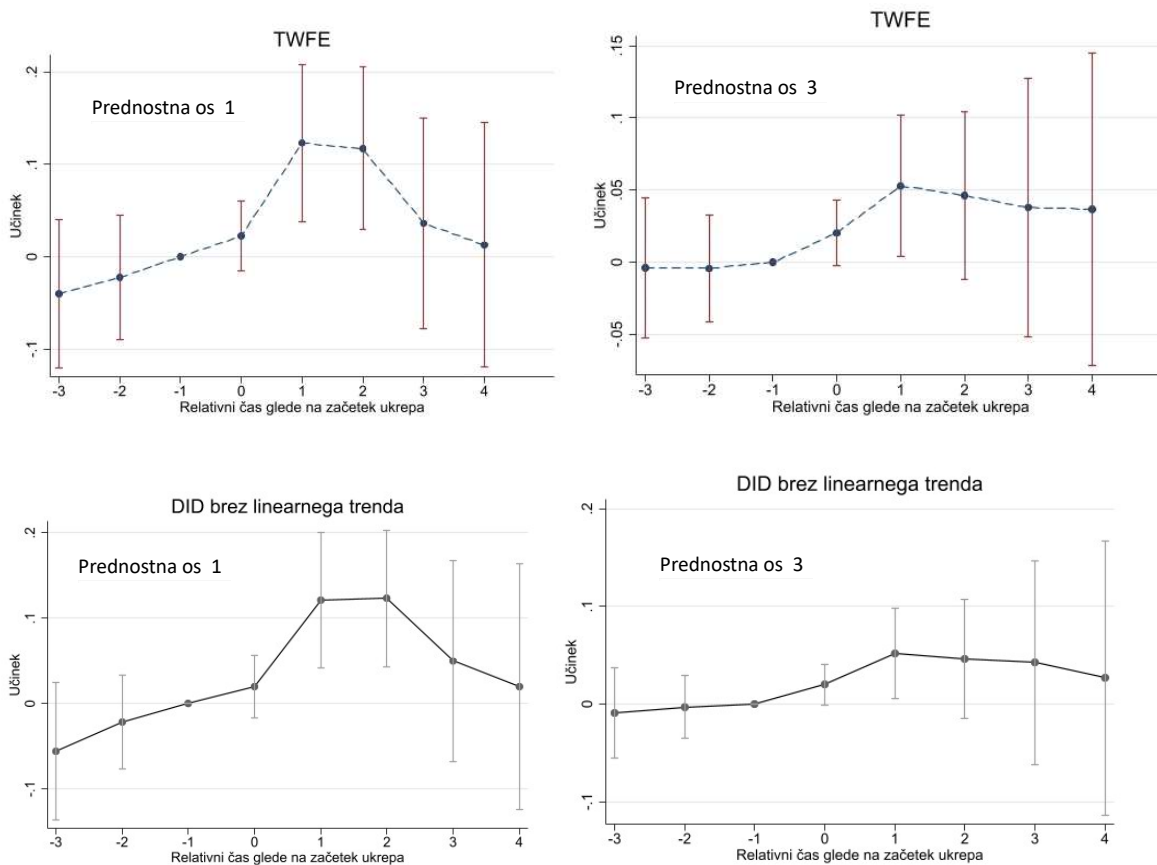 TWFE
Prednostna os 1
.2
.1
0
-.1
Učinek
-3 -2 -1 0 1 2 3 4
Relativni čas glede na začetek ukrepa
TWFE
Prednostna os 3
.15
.1
.05
0
-.05
Učinek
-3 -2 -1 0 1 2 3 4
Relativni čas glede na začetek ukrepa
DID brez linearnega trenda
Prednostna os 1
.2
.1
0
-.1
Učinek
-3 -2 -1 0 1 2 3 4
Relativni čas glede na začetek ukrepa
DID brez linearnega trenda
Prednostna os 3
.2
.1
0
-.1
Učinek
-3 -2 -1 0 1 2 3 4
Relativni čas glede na začetek ukrepa